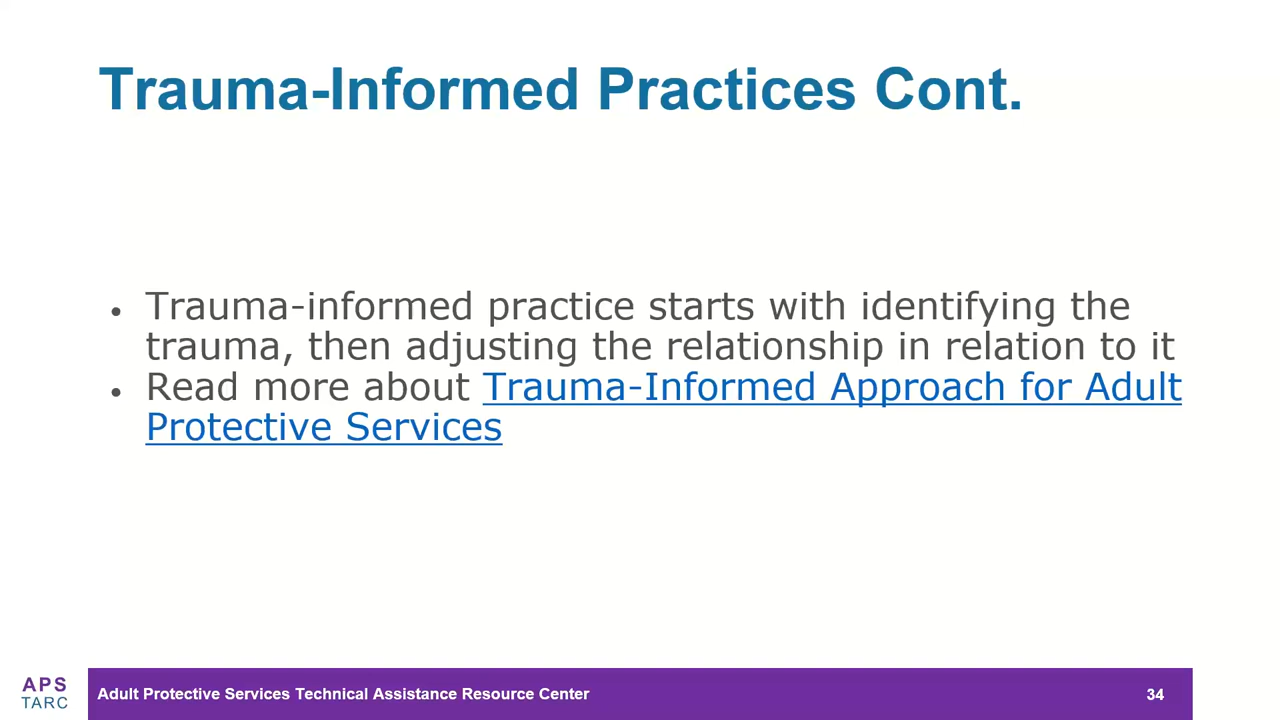 Trauma-Informed Practices Cont.
• Trauma-informed practice starts with identifying the
trauma, then adjusting the relationship in relation to it
• Read more about Trauma-Informed Approach for Adult
Protective Services
APS
TARC
Adult Protective Services Technical Assistance Resource Center
34